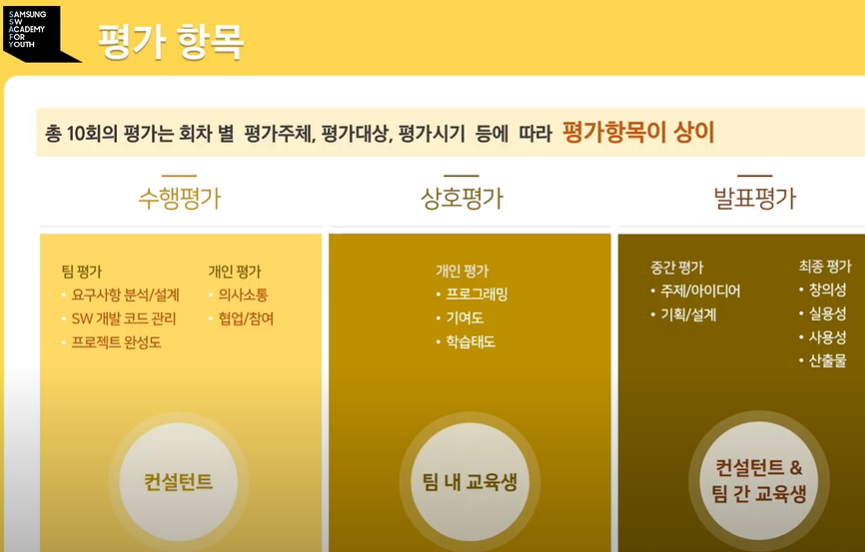 SAMSUNG
SW
ACADEMY
FOR
YOUTH
평가 항목
총 10회의 평가는 회차 별 평가주체, 평가대상, 평가시기 등에 따라 평가항목이 상이
수행평가
팀 평가
• 요구사항 분석/설계
• SW 개발 코드 관리
• 프로젝트 완성도
개인 평가
• 의사소통
• 협업/참여
컨설턴트
상호평가
개인 평가
• 프로그래밍
• 기여도
• 학습태도
팀 내 교육생
발표평가
중간 평가
• 주제/아이디어
• 기획/설계
최종 평가
• 창의성
• 실용성
• 사용성
• 산출물
컨설턴트 &
팀 간 교육생